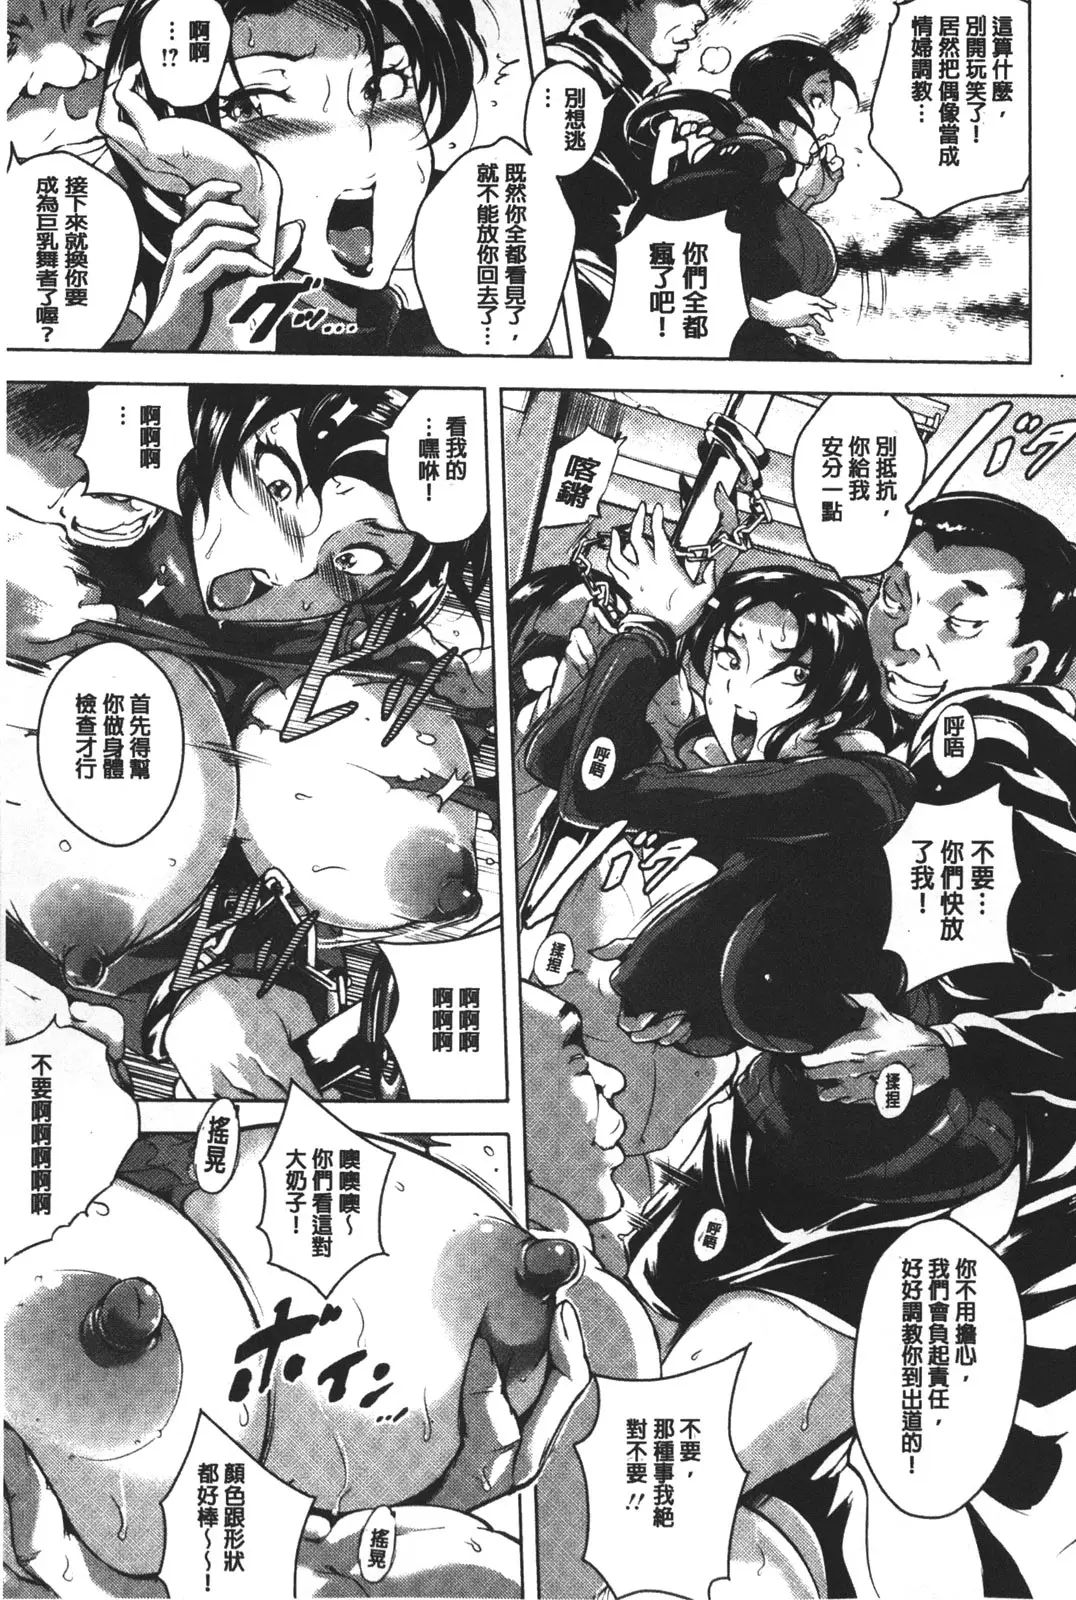 這算什麼，
別開玩笑了！
居然把偶像當成
情婦調教…
你們全都
瘋了吧！
別想逃
…
既然你全都看見了，
就不能放你回去了…
啊啊
…!?
接下來就換你要
成為巨乳舞者了喔？
グッ…
別抵抗，
你給我
安分一點
喀鏘
呼唔
呼唔
不要…
你們快放
了我！
揉捏
揉捏
呼唔
你不用擔心，
我們會負起責任，
好好調教你到出道的！
不要，
那種事我絕
對不要!!
看我的
…嘿咻！
啊啊啊
…
首先得幫
你做身體
檢查才行
啊啊啊
啊啊啊
噢噢噢～
你們看這對
大奶子！
搖晃
不要啊啊啊啊啊
ボイン
顏色跟形狀
都好棒～～！
搖晃